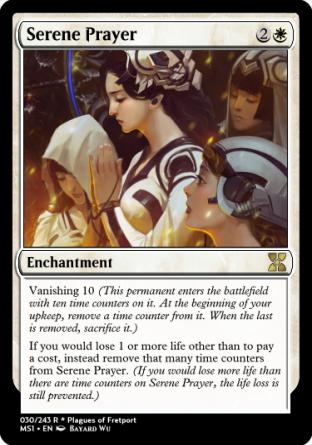 Serene Prayer 2
Enchantment
Vanishing 10 (This permanent enters the battlefield
with ten time counters on it. At the beginning of your
upkeep, remove a time counter from it. When the last
is removed, sacrifice it.)
If you would lose 1 or more life other than to pay
a cost, instead remove that many time counters
from Serene Prayer. (If you would lose more life than
there are time counters on Serene Prayer, the life loss
is still prevented.)
030/243 R * Plagues of Fretport
MS1 • EN Bayard Wu